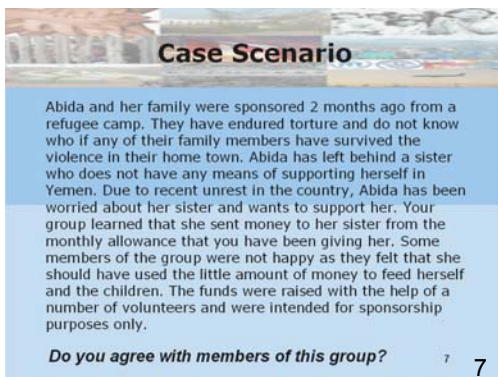 Case Scenario
Abida and her family were sponsored 2 months ago from a
refugee camp. They have endured torture and do not know
who if any of their family members have survived the
violence in their home town. Abida has left behind a sister
who does not have any means of supporting herself in
Yemen. Due to recent unrest in the country, Abida has been
worried about her sister and wants to support her. Your
group learned that she sent money to her sister from the
monthly allowance that you have been giving her. Some
members of the group were not happy as they felt that she
should have used the little amount of money to feed herself
and the children. The funds were raised with the help of a
number of volunteers and were intended for sponsorship
purposes only.
Do you agree with members of this group?
7
7